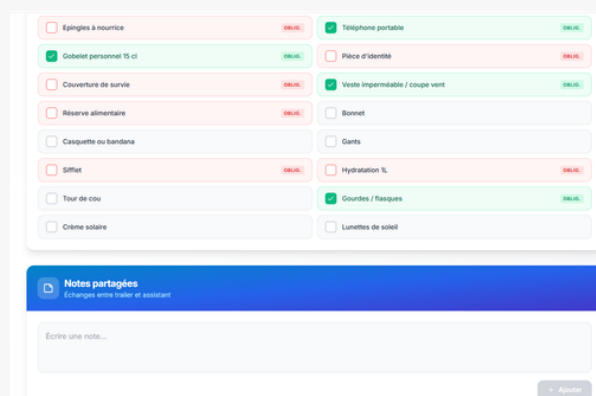 Epingles à nourrice OBLIG. Téléphone portable OBLIG.
Gobelet personnel 15 cl OBLIG. Pièce d'identité OBLIG.
Couverture de survie OBLIG. Veste imperméable / coupe vent OBLIG.
Réserve alimentaire OBLIG. Bonnet
Casquette ou bandana Gants
Sifflet OBLIG. Hydratation 1L OBLIG.
Tour de cou Gourdes / flasques OBLIG.
Crème solaire Lunettes de soleil
Notes partagées
Échanges entre trailer et assistant
Écrire une note...
+ Ajouter